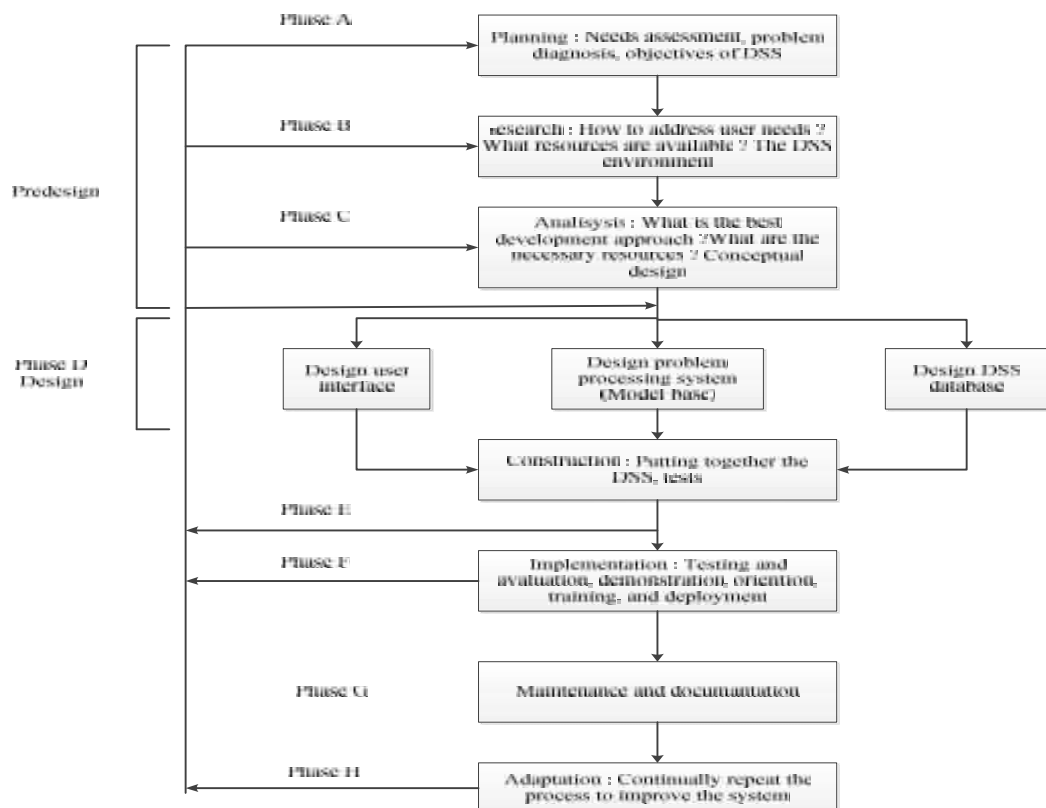 Phase A
Planning : Needs assessment, problem
diagnosis, objectives of DSS
Phase B
Research : How to address user needs ?
What resources are available ? The DSS
environment
Predesign
Phase C
Analisysis : What is the best
development approach ?What are the
necessary resources ? Conceptual
design
Phase D
Design
Design user
interface
Design problem
processing system
(Model base)
Design DSS
database
Construction : Putting together the
DSS, tests
Phase E
Phase F
Implementation : Testing and
avaluation, demonstration, oriention,
training, and deployment
Phase G
Maintenance and documantation
Phase H
Adaptation : Continually repeat the
process to improve the system